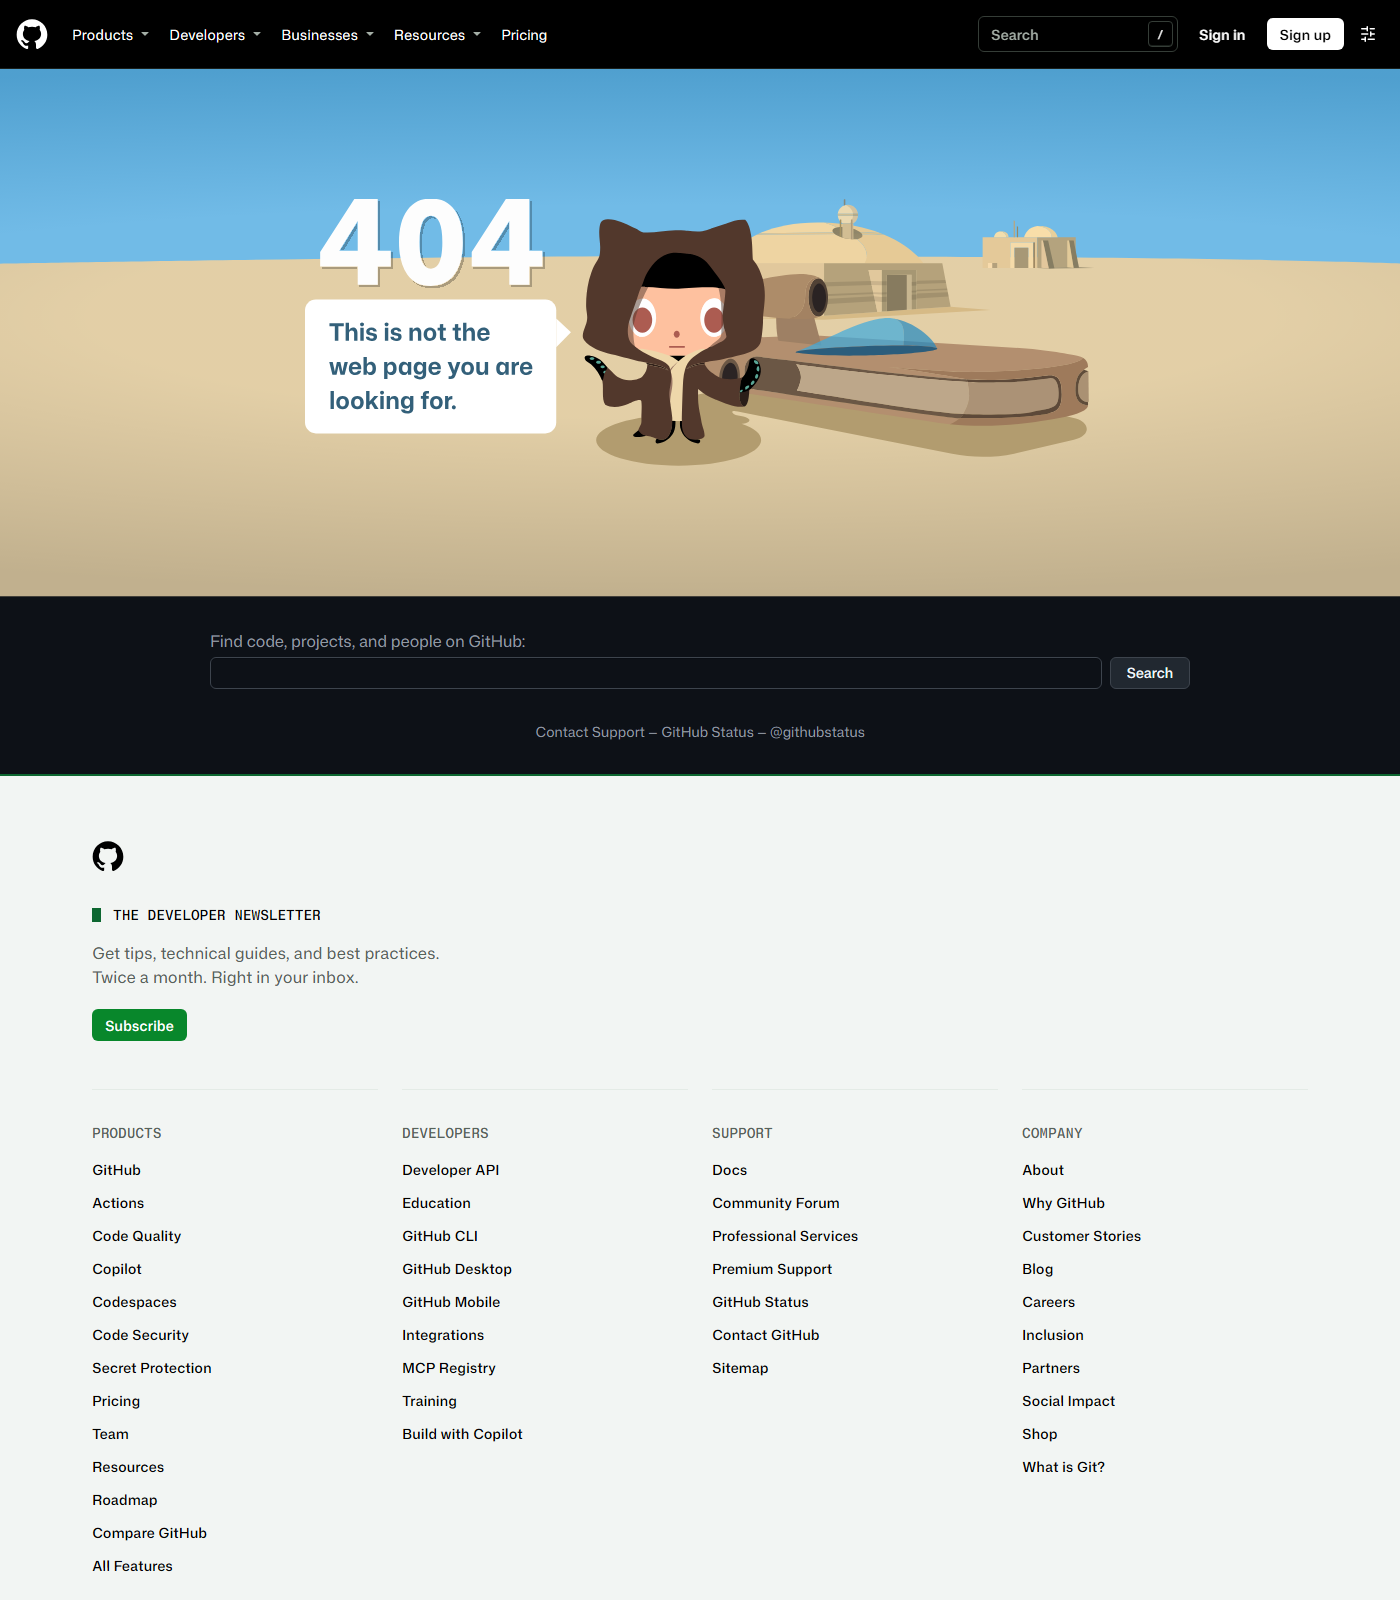 Products
Developers
Businesses
Resources
Pricing
Search
/
Sign in
Sign up
404
This is not the
web page you are
looking for.
Find code, projects, and people on GitHub:
Search
Contact Support — GitHub Status — @githubstatus
THE DEVELOPER NEWSLETTER
Get tips, technical guides, and best practices.
Twice a month. Right in your inbox.
Subscribe
PRODUCTS
GitHub
Actions
Code Quality
Copilot
Codespaces
Code Security
Secret Protection
Pricing
Team
Resources
Roadmap
Compare GitHub
All Features
DEVELOPERS
Developer API
Education
GitHub CLI
GitHub Desktop
GitHub Mobile
Integrations
MCP Registry
Training
Build with Copilot
SUPPORT
Docs
Community Forum
Professional Services
Premium Support
GitHub Status
Contact GitHub
Sitemap
COMPANY
About
Why GitHub
Customer Stories
Blog
Careers
Inclusion
Partners
Social Impact
Shop
What is Git?